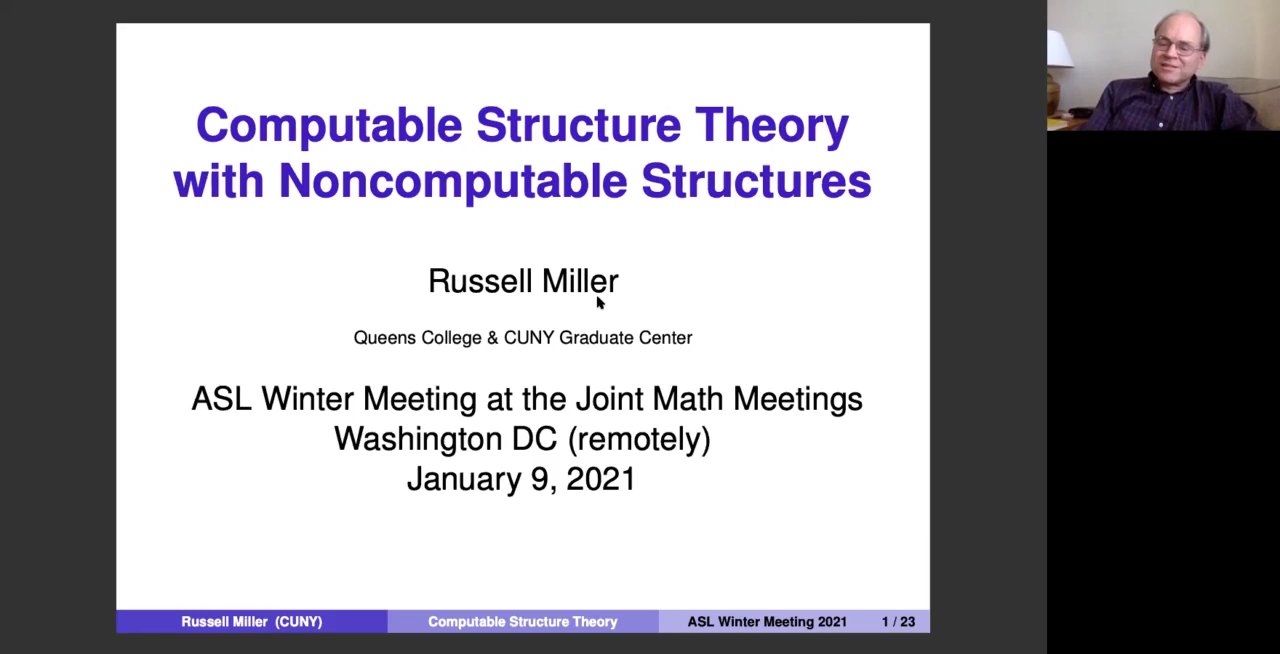 Computable Structure Theory
with Noncomputable Structures
Russell Miller
Queens College & CUNY Graduate Center
ASL Winter Meeting at the Joint Math Meetings
Washington DC (remotely)
January 9, 2021
Russell Miller (CUNY) Computable Structure Theory ASL Winter Meeting 2021 1 / 23